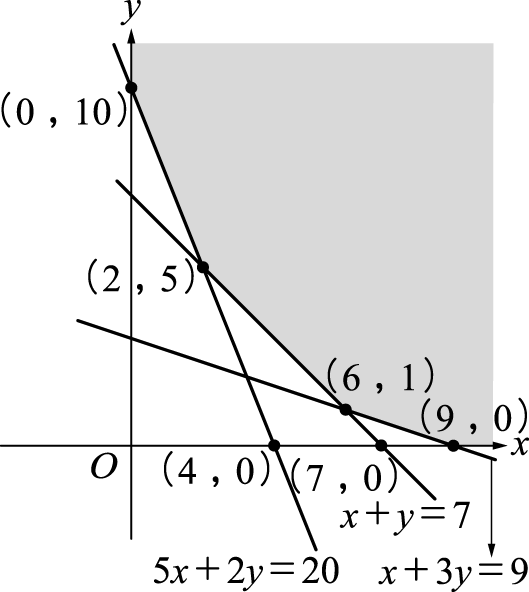 y
(0 , 10)
(2 , 5)
(6 , 1)
(9 , 0)
O
(4 , 0)
(7 , 0)
x
x+y=7
5x+2y=20
x+3y=9